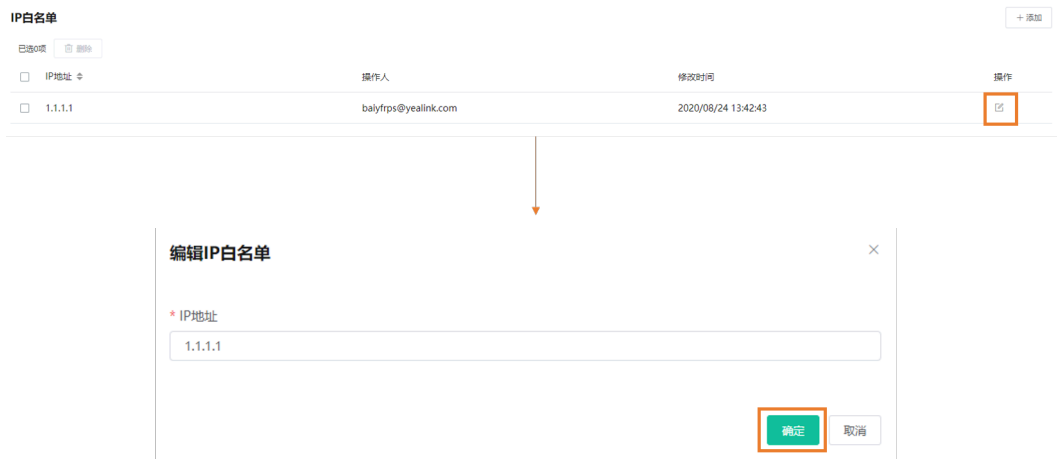 IP白名单
+ 添加
已选0项 删除
IP地址 操作人 修改时间 操作
1.1.1.1 baiyfrps@yealink.com 2020/08/24 13:42:43
编辑IP白名单
* IP地址
1.1.1.1
确定 取消